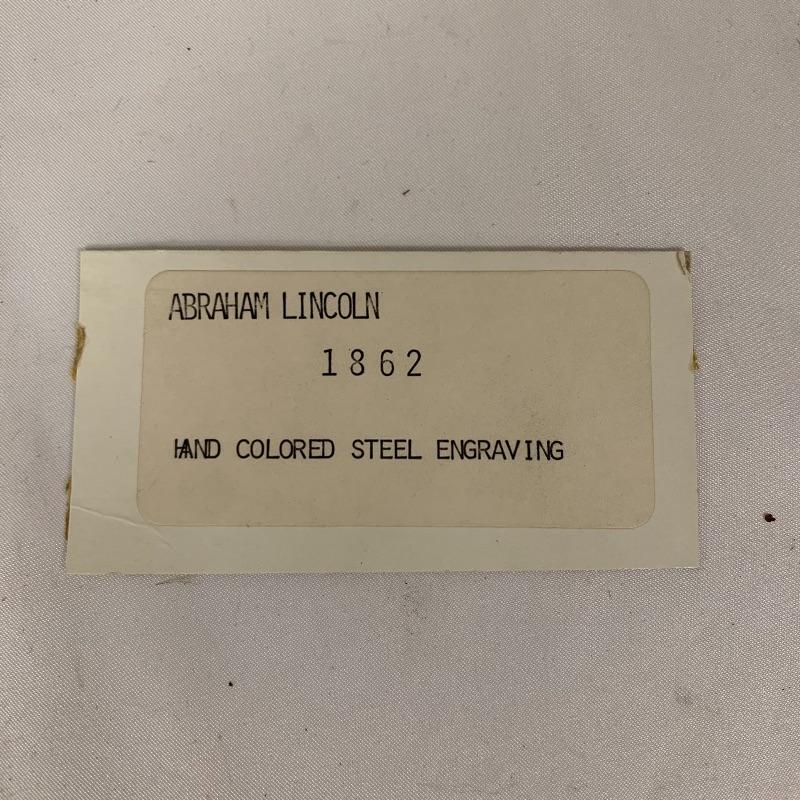 ABRAHAM LINCOLN
1862
HAND COLORED STEEL ENGRAVING